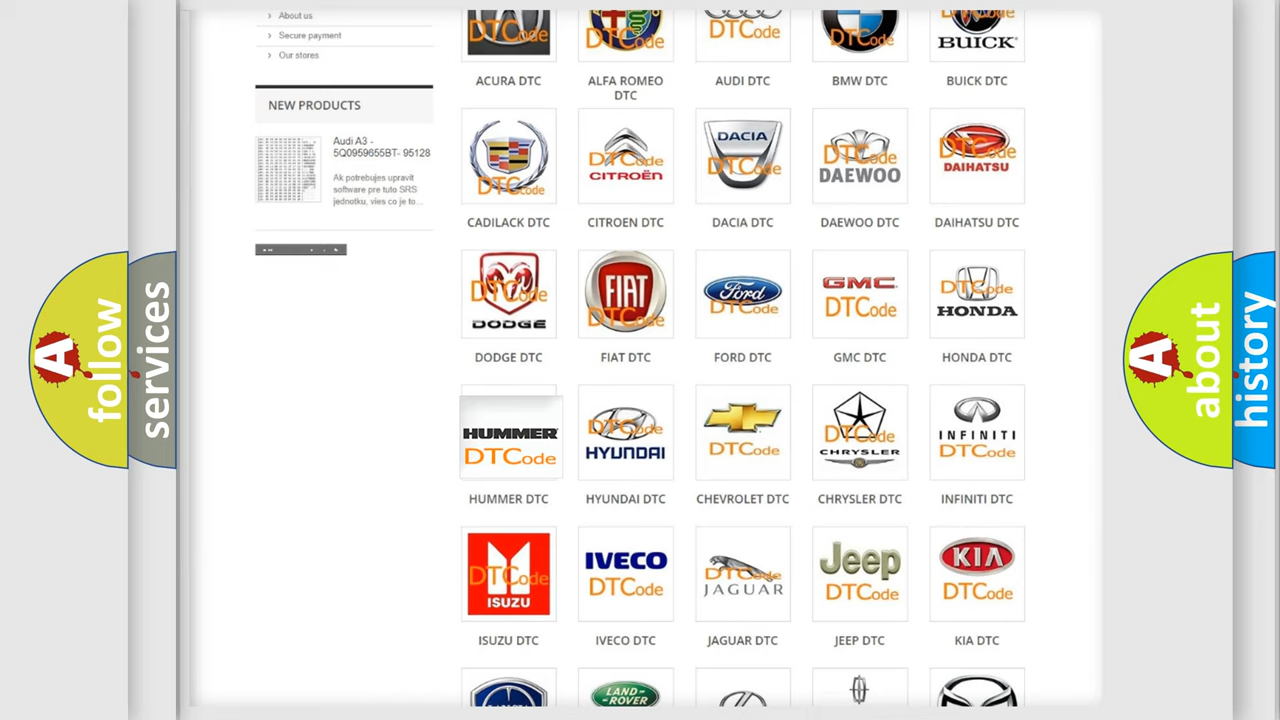 About us
Secure payment
Our stores
NEW PRODUCTS
Audi A3 -
5Q0959655BT- 95128
Ak potrebujes upravit
software pre tuto SRS
jednotku, vies co je to...
DTCode
DTCode
DTCode
DTCode
DTCode
BUICK
ACURA DTC
ALFA ROMEO
DTC
AUDI DTC
BMW DTC
BUICK DTC
DTCode
DTCode
CITROËN
DACIA
DTCode
DTCode
DAEWOO
DTCode
DAIHATSU
CADILACK DTC
CITROEN DTC
DACIA DTC
DAEWOO DTC
DAIHATSU DTC
DTCode
DODGE
FIAT
DTCode
Ford
DTCode
GMC
DTCode
DTCode
HONDA
DODGE DTC
FIAT DTC
FORD DTC
GMC DTC
HONDA DTC
HUMMER
DTCode
DTCode
HYUNDAI
DTCode
DTCode
CHRYSLER
INFINITI
DTCode
HUMMER DTC
HYUNDAI DTC
CHEVROLET DTC
CHRYSLER DTC
INFINITI DTC
DTCode
ISUZU
IVECO
DTCode
DTCode
JAGUAR
Jeep
DTCode
KIA
DTCode
ISUZU DTC
IVECO DTC
JAGUAR DTC
JEEP DTC
KIA DTC
LAND-
ROVER
A
follow
services
A
about
history